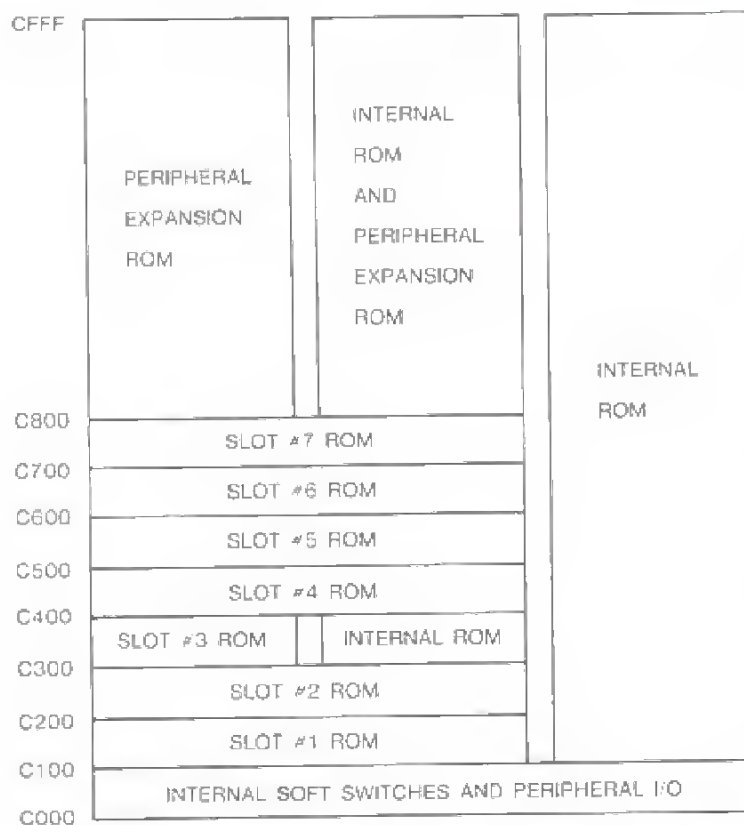 CFFF
PERIPHERAL
EXPANSION
ROM
INTERNAL
ROM
AND
PERIPHERAL
EXPANSION
ROM
INTERNAL
ROM
C800
SLOT #7 ROM
C700
SLOT #6 ROM
C600
SLOT #5 ROM
C500
SLOT #4 ROM
C400
SLOT #3 ROM
INTERNAL ROM
C300
SLOT #2 ROM
C200
SLOT #1 ROM
C100
INTERNAL SOFT SWITCHES AND PERIPHERAL I/O
C000